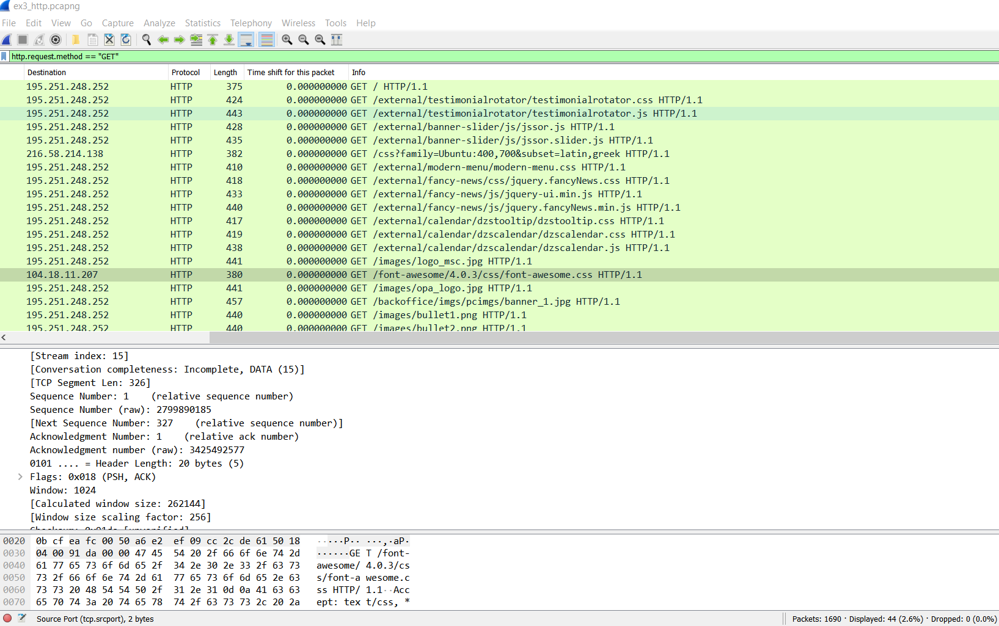 ex3_http.pcapng
File Edit View Go Capture Analyze Statistics Telephony Wireless Tools Help
http.request.method == "GET"
Destination Protocol Length Time shift for this packet Info
195.251.248.252 HTTP 375 0.000000000 GET / HTTP/1.1
195.251.248.252 HTTP 424 0.000000000 GET /external/testimonialrotator/testimonialrotator.css HTTP/1.1
195.251.248.252 HTTP 443 0.000000000 GET /external/testimonialrotator/testimonialrotator.js HTTP/1.1
195.251.248.252 HTTP 428 0.000000000 GET /external/banner-slider/js/jssor.js HTTP/1.1
195.251.248.252 HTTP 435 0.000000000 GET /external/banner-slider/js/jssor.slider.js HTTP/1.1
216.58.214.138 HTTP 382 0.000000000 GET /css?family=Ubuntu:400,700&subset=latin,greek HTTP/1.1
195.251.248.252 HTTP 410 0.000000000 GET /external/modern-menu/modern-menu.css HTTP/1.1
195.251.248.252 HTTP 418 0.000000000 GET /external/fancy-news/css/jquery.fancyNews.css HTTP/1.1
195.251.248.252 HTTP 433 0.000000000 GET /external/fancy-news/js/jquery-ui.min.js HTTP/1.1
195.251.248.252 HTTP 440 0.000000000 GET /external/fancy-news/js/jquery.fancyNews.min.js HTTP/1.1
195.251.248.252 HTTP 417 0.000000000 GET /external/calendar/dzstooltip/dzstooltip.css HTTP/1.1
195.251.248.252 HTTP 419 0.000000000 GET /external/calendar/dzscalendar/dzscalendar.css HTTP/1.1
195.251.248.252 HTTP 438 0.000000000 GET /external/calendar/dzscalendar/dzscalendar.js HTTP/1.1
195.251.248.252 HTTP 441 0.000000000 GET /images/logo_msc.jpg HTTP/1.1
104.18.11.207 HTTP 380 0.000000000 GET /font-awesome/4.0.3/css/font-awesome.css HTTP/1.1
195.251.248.252 HTTP 441 0.000000000 GET /images/opa_logo.jpg HTTP/1.1
195.251.248.252 HTTP 457 0.000000000 GET /backoffice/imgs/pcimgs/banner_1.jpg HTTP/1.1
195.251.248.252 HTTP 440 0.000000000 GET /images/bullet1.png HTTP/1.1
195.251.248.252 HTTP 440 0.000000000 GET /images/bullet2.png HTTP/1.1
[Stream index: 15]
[Conversation completeness: Incomplete, DATA (15)]
[TCP Segment Len: 326]
Sequence Number: 1 (relative sequence number)
Sequence Number (raw): 2799890185
[Next Sequence Number: 327 (relative sequence number)]
Acknowledgment Number: 1 (relative ack number)
Acknowledgment number (raw): 3425492577
0101 .... = Header Length: 20 bytes (5)
Flags: 0x018 (PSH, ACK)
Window: 1024
[Calculated window size: 262144]
[Window size scaling factor: 256]
Checksum: 0x91da [unverified]
0020 0b cf ea fc 00 50 a6 e2 ef 09 cc 2c de 61 50 18 ·····P·· ···,·aP·
0030 04 00 91 da 00 00 47 45 54 20 2f 66 6f 6e 74 2d ······GE T /font-
0040 61 77 65 73 6f 6d 65 2f 34 2e 30 2e 33 2f 63 73 awesome/ 4.0.3/cs
0050 73 2f 66 6f 6e 74 2d 61 77 65 73 6f 6d 65 2e 63 s/font-a wesome.c
0060 73 73 20 48 54 54 50 2f 31 2e 31 0d 0a 41 63 63 ss HTTP/ 1.1··Acc
0070 65 70 74 3a 20 74 65 78 74 2f 63 73 73 2c 20 2a ept: tex t/css, *
Source Port (tcp.srcport), 2 bytes
Packets: 1690 · Displayed: 44 (2.6%) · Dropped: 0 (0.0%)